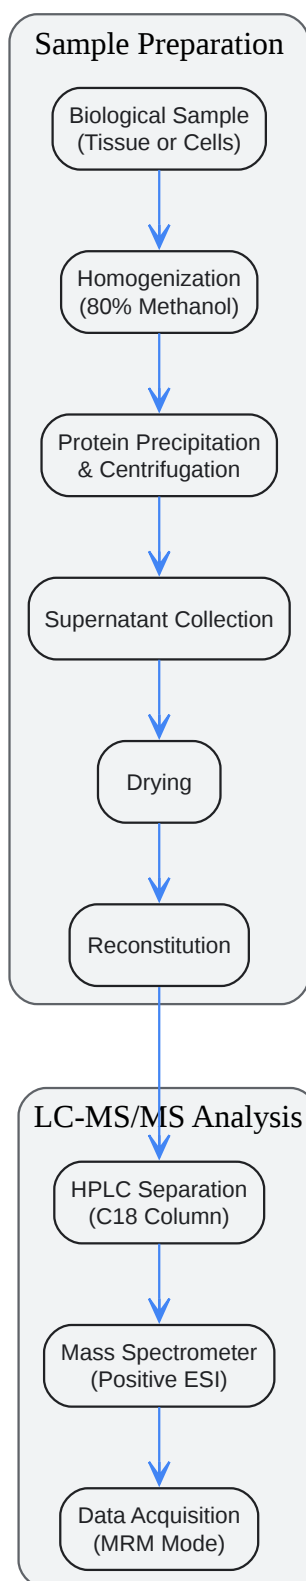 Sample Preparation
Biological Sample
(Tissue or Cells)
Homogenization
(80% Methanol)
Protein Precipitation
& Centrifugation
Supernatant Collection
Drying
Reconstitution
LC-MS/MS Analysis
HPLC Separation
(C18 Column)
Mass Spectrometer
(Positive ESI)
Data Acquisition
(MRM Mode)